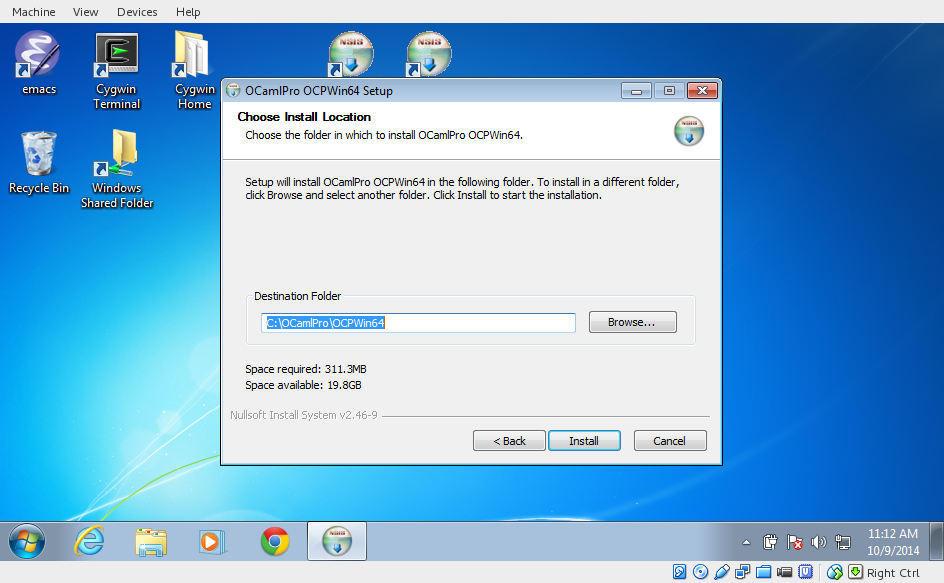 Machine View Devices Help
emacs
Cygwin
Terminal
Cygwin
Home
Recycle Bin
Windows
Shared Folder
OCamlPro OCPWin64 Setup
Choose Install Location
Choose the folder in which to install OCamlPro OCPWin64.
Setup will install OCamlPro OCPWin64 in the following folder. To install in a different folder,
click Browse and select another folder. Click Install to start the installation.
Destination Folder
C:\OCamlPro\OCPWin64
Browse...
Space required: 311.3MB
Space available: 19.8GB
Nullsoft Install System v2.46-9
< Back Install Cancel
11:12 AM
10/9/2014
Right Ctrl